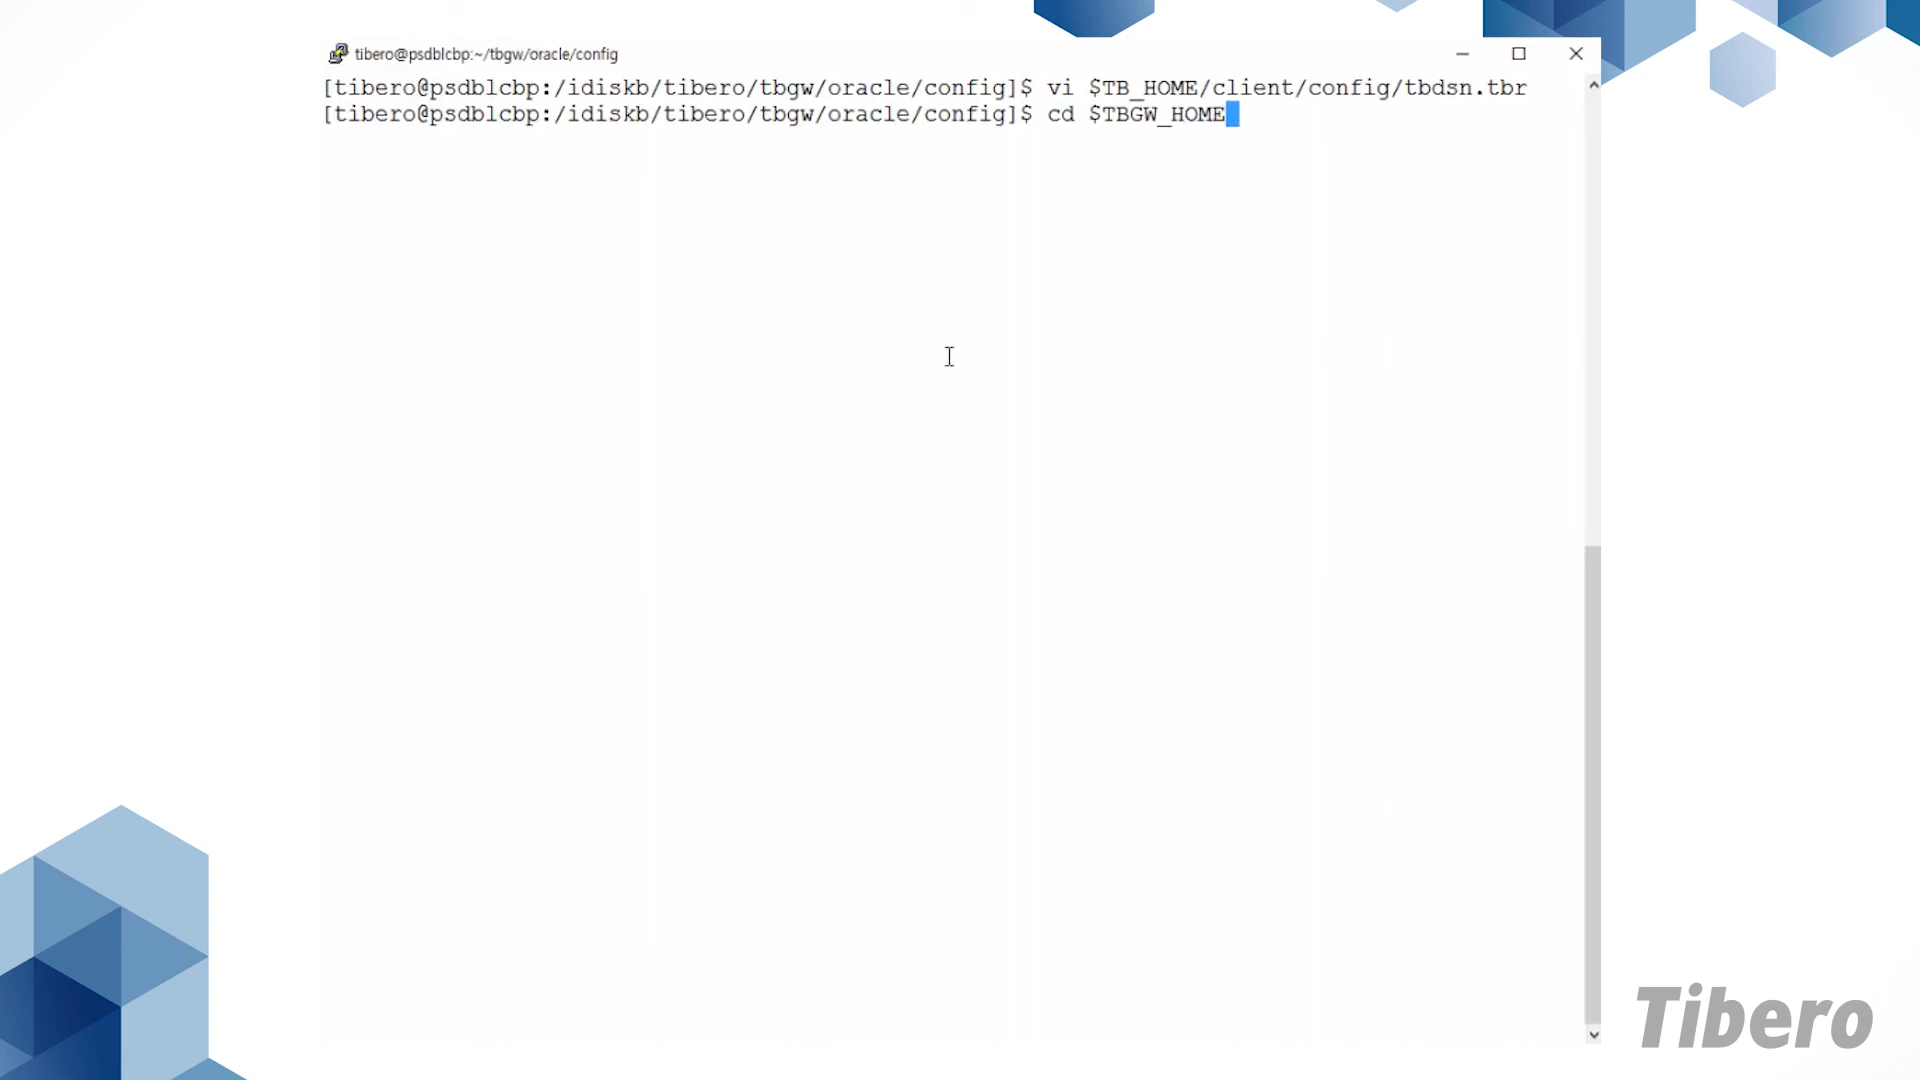 tibero@psdblcbp:~/tbgw/oracle/config
[tibero@psdblcbp:/idiskb/tibero/tbgw/oracle/config]$ vi $TB_HOME/client/config/tbdsn.tbr
[tibero@psdblcbp:/idiskb/tibero/tbgw/oracle/config]$ cd $TBGW_HOME
Tibero